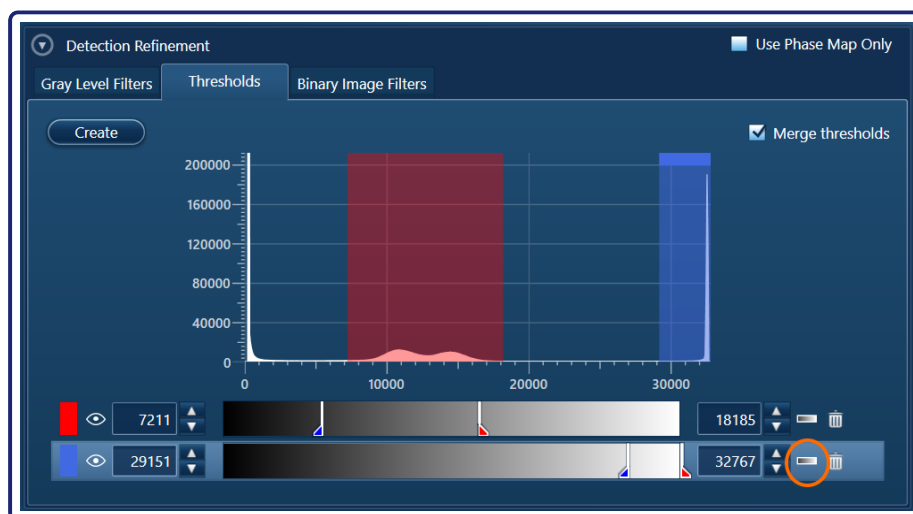 Detection Refinement
Use Phase Map Only
Gray Level Filters
Thresholds
Binary Image Filters
Create
Merge thresholds
200000
160000
120000
80000
40000
0
0 10000 20000 30000
7211 18185
29151 32767